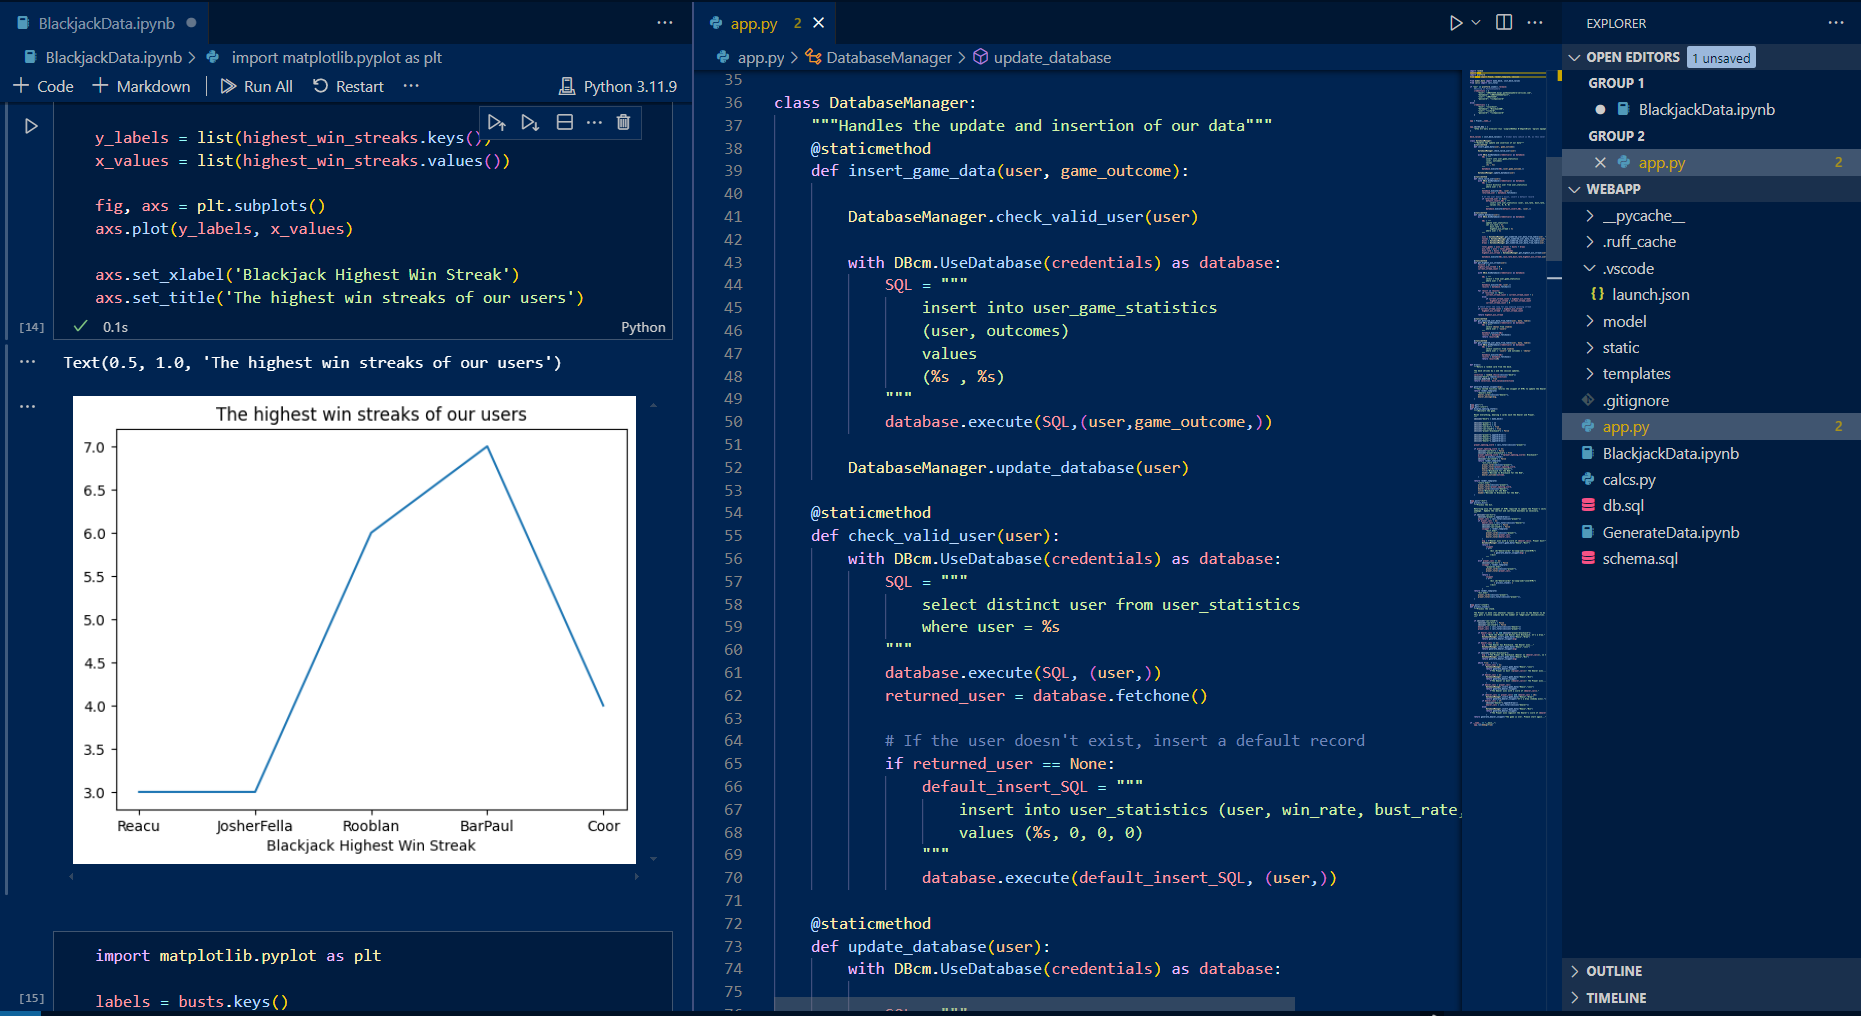 BlackjackData.ipynb
BlackjackData.ipynb > import matplotlib.pyplot as plt
+ Code + Markdown | Run All Restart ... Python 3.11.9
y_labels = list(highest_win_streaks.keys())
x_values = list(highest_win_streaks.values())
fig, axs = plt.subplots()
axs.plot(y_labels, x_values)
axs.set_xlabel('Blackjack Highest Win Streak')
axs.set_title('The highest win streaks of our users')
[14] 0.1s Python
Text(0.5, 1.0, 'The highest win streaks of our users')
The highest win streaks of our users
7.0
6.5
6.0
5.5
5.0
4.5
4.0
3.5
3.0
Reacu JosherFella Rooblan BarPaul Coor
Blackjack Highest Win Streak
import matplotlib.pyplot as plt
[15] labels = busts.keys()
app.py 2
app.py > DatabaseManager > update_database
35
36 class DatabaseManager:
37 """Handles the update and insertion of our data"""
38 @staticmethod
39 def insert_game_data(user, game_outcome):
40
41 DatabaseManager.check_valid_user(user)
42
43 with DBcm.UseDatabase(credentials) as database:
44 SQL = """
45 insert into user_game_statistics
46 (user, outcomes)
47 values
48 (%s , %s)
49 """
50 database.execute(SQL,(user,game_outcome,))
51
52 DatabaseManager.update_database(user)
53
54 @staticmethod
55 def check_valid_user(user):
56 with DBcm.UseDatabase(credentials) as database:
57 SQL = """
58 select distinct user from user_statistics
59 where user = %s
60 """
61 database.execute(SQL, (user,))
62 returned_user = database.fetchone()
63
64 # If the user doesn't exist, insert a default record
65 if returned_user == None:
66 default_insert_SQL = """
67 insert into user_statistics (user, win_rate, bust_rate,
68 values (%s, 0, 0, 0)
69 """
70 database.execute(default_insert_SQL, (user,))
71
72 @staticmethod
73 def update_database(user):
74 with DBcm.UseDatabase(credentials) as database:
75
EXPLORER
OPEN EDITORS 1 unsaved
GROUP 1
BlackjackData.ipynb
GROUP 2
app.py 2
WEBAPP
__pycache__
.ruff_cache
.vscode
{} launch.json
model
static
templates
.gitignore
app.py 2
BlackjackData.ipynb
calcs.py
db.sql
GenerateData.ipynb
schema.sql
OUTLINE
TIMELINE